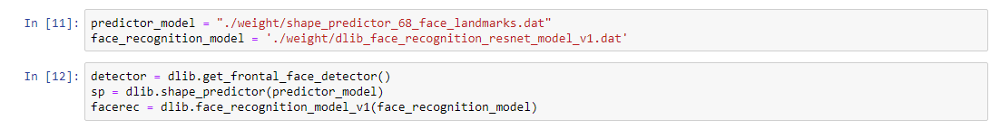 In [11]: predictor_model = "./weight/shape_predictor_68_face_landmarks.dat"
face_recognition_model = './weight/dlib_face_recognition_resnet_model_v1.dat'
In [12]: detector = dlib.get_frontal_face_detector()
sp = dlib.shape_predictor(predictor_model)
facerec = dlib.face_recognition_model_v1(face_recognition_model)